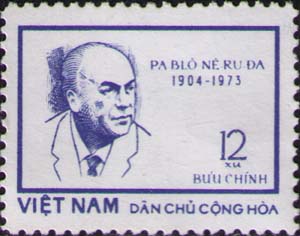 PA BLÔ NÊ RU ĐA
1904-1973
12
xu
BƯU CHÍNH
VIỆT NAM DÂN CHỦ CỘNG HÒA